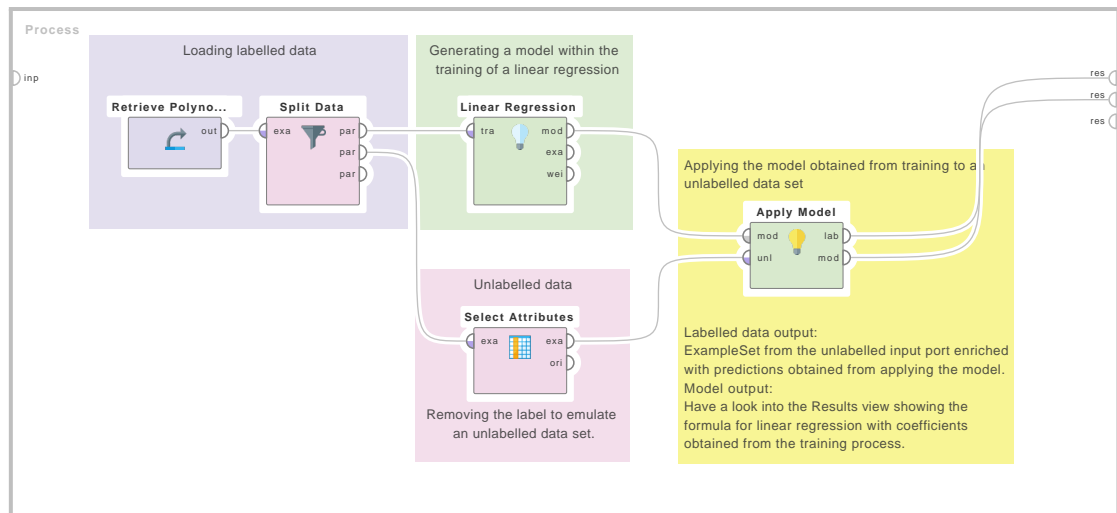 Process
inp
Loading labelled data
Retrieve Polyno...
out
Split Data
exa par
par
par
Generating a model within the
training of a linear regression
Linear Regression
tra mod
exa
wei
Unlabelled data
Select Attributes
exa exa
ori
Removing the label to emulate
an unlabelled data set.
Applying the model obtained from training to an
unlabelled data set
Apply Model
mod lab
unl mod
Labelled data output:
ExampleSet from the unlabelled input port enriched
with predictions obtained from applying the model.
Model output:
Have a look into the Results view showing the
formula for linear regression with coefficients
obtained from the training process.
res
res
res